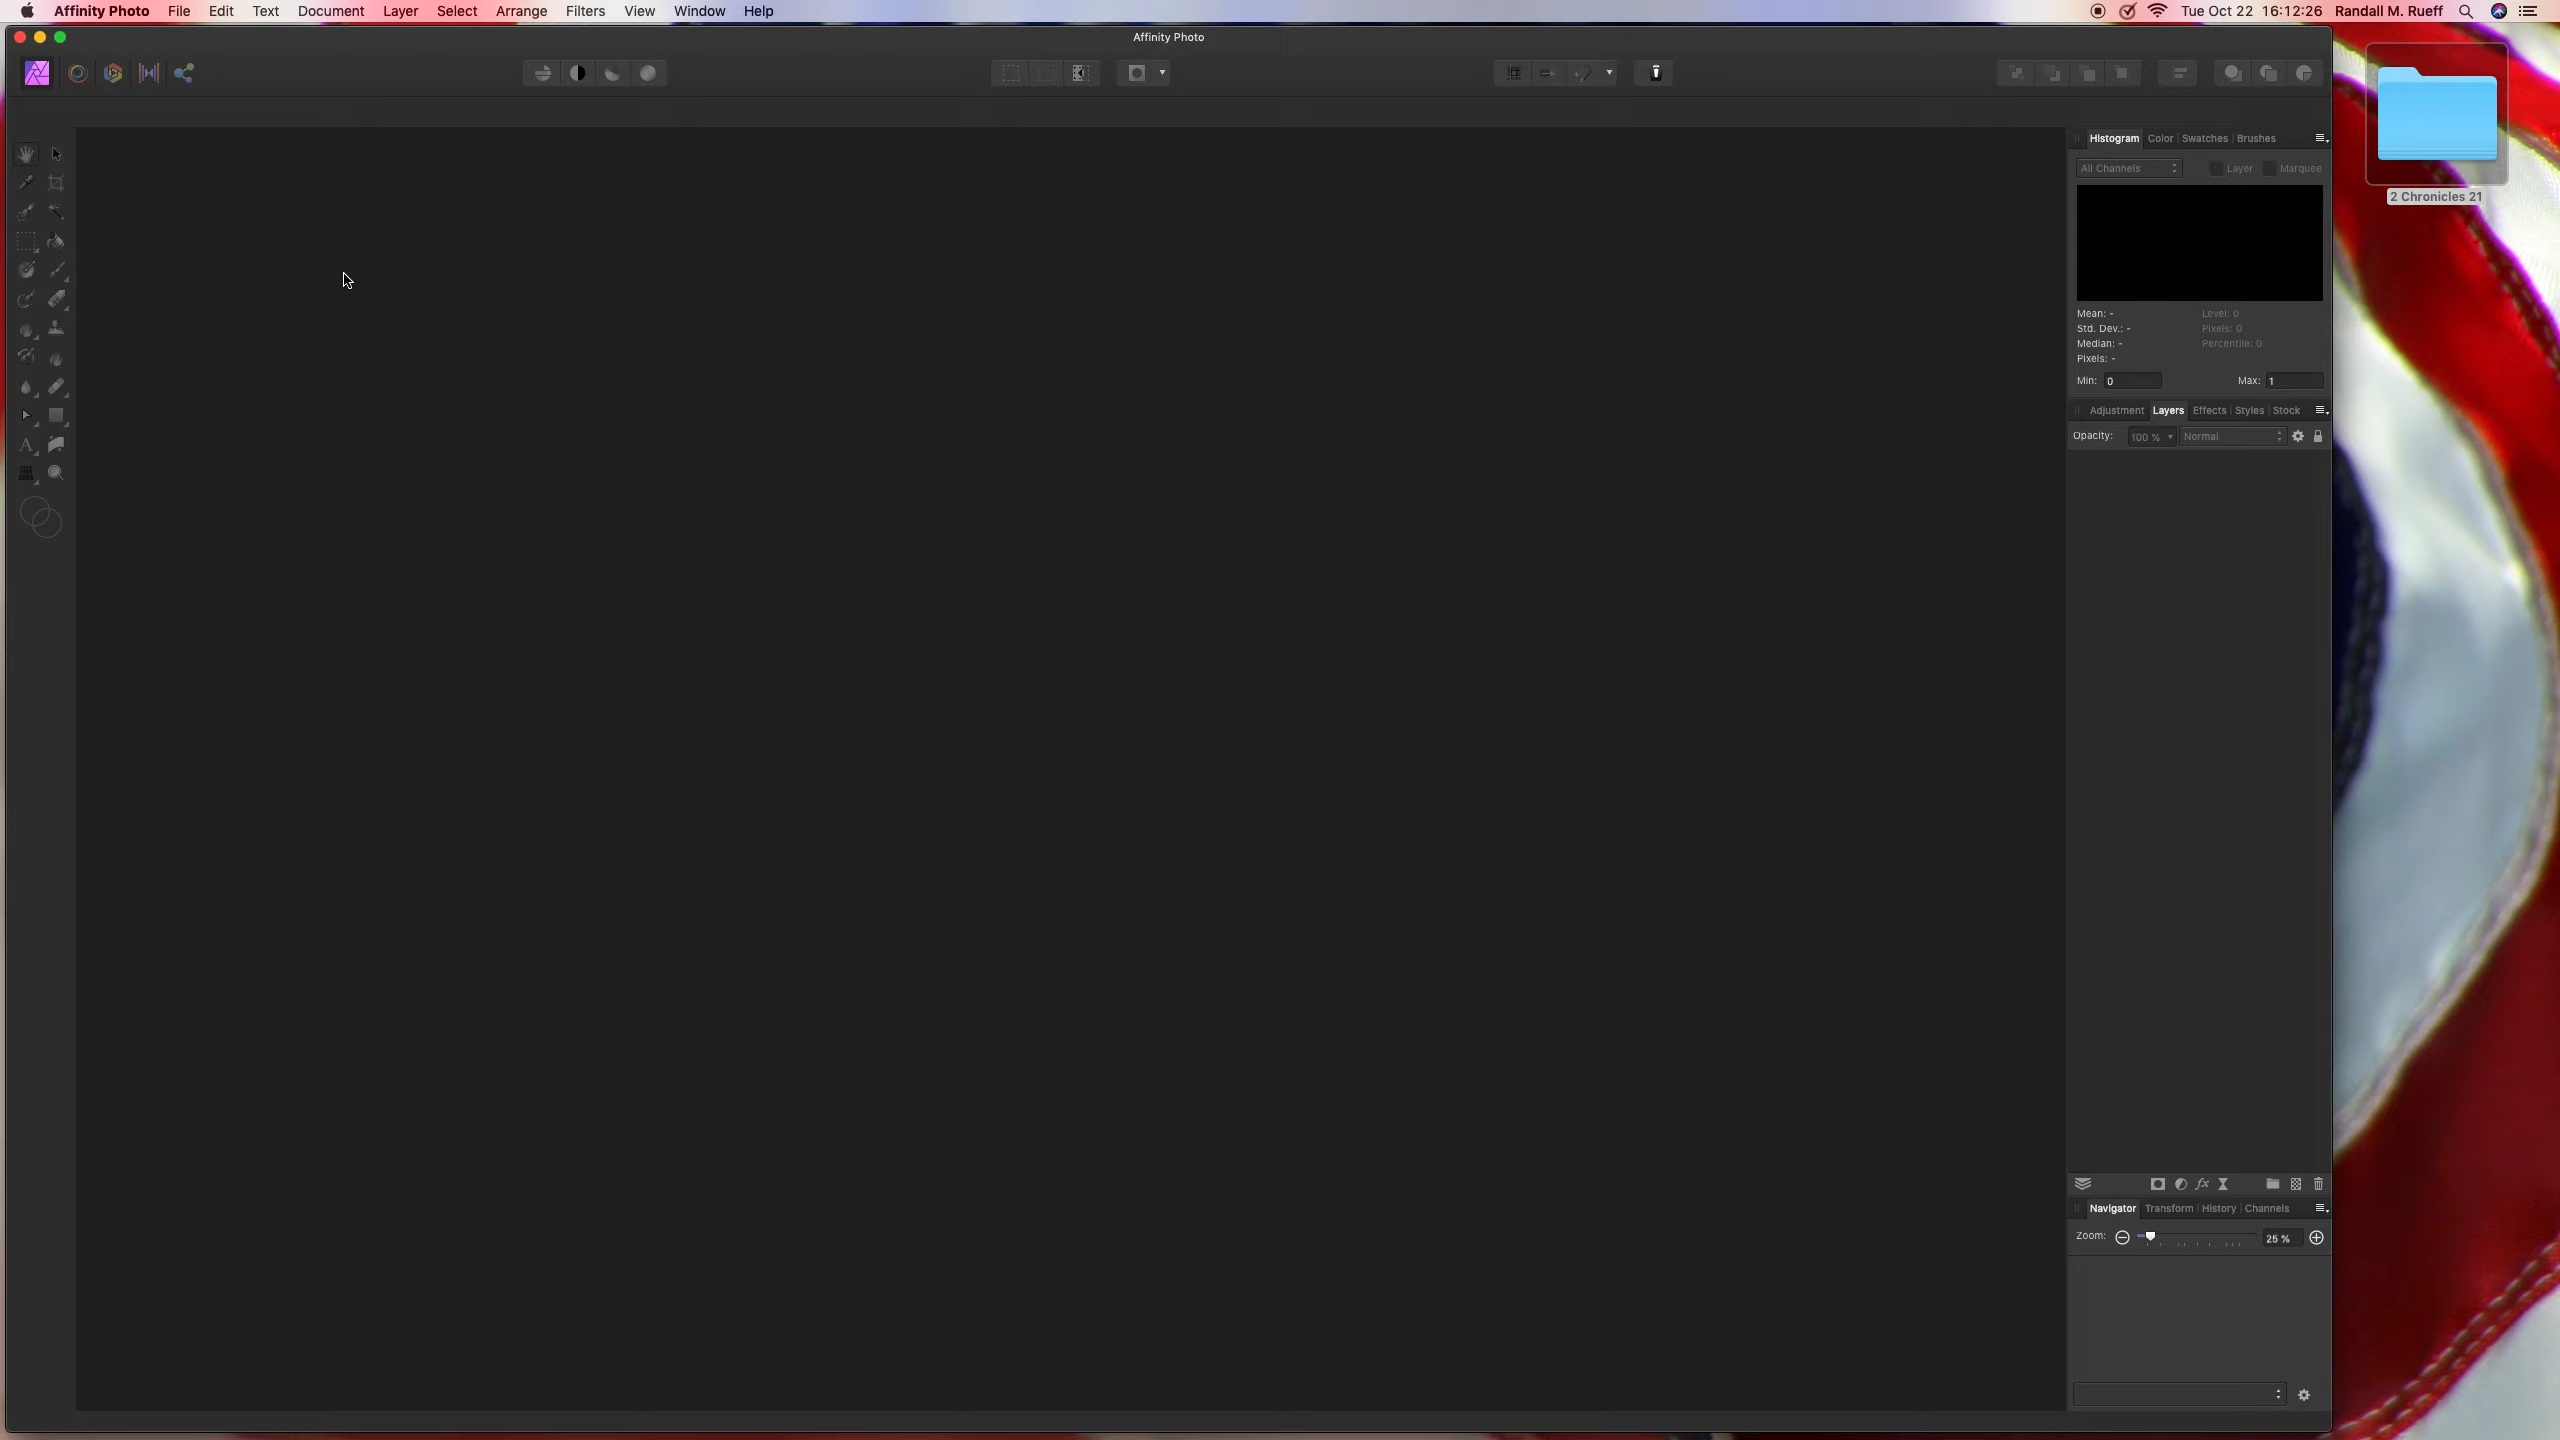 Affinity Photo File Edit Text Document Layer Select Arrange Filters View Window Help Tue Oct 22 16:12:26 Randall M. Rueff
Affinity Photo
Histogram Color Swatches Brushes
All Channels Layer Marquee
2 Chronicles 21
Mean: - Level: 0
Std. Dev.: - Pixels: 0
Median: - Percentile: 0
Pixels: -
Min: 0 Max: 1
Adjustment Layers Effects Styles Stock
Opacity: 100 % Normal
A
fx
Navigator Transform History Channels
Zoom: 25 %